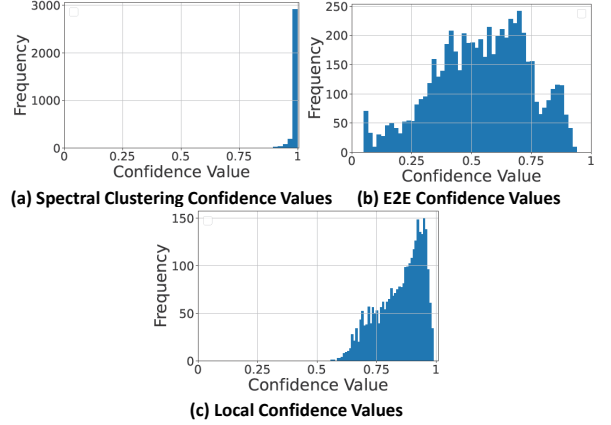 3000
2000
1000
0
Frequency
0 0.25 0.5 0.75 1
Confidence Value
(a) Spectral Clustering Confidence Values
250
200
150
100
50
0
Frequency
0 0.25 0.5 0.75 1
Confidence Value
(b) E2E Confidence Values
150
100
50
0
Frequency
0 0.25 0.5 0.75 1
Confidence Value
(c) Local Confidence Values